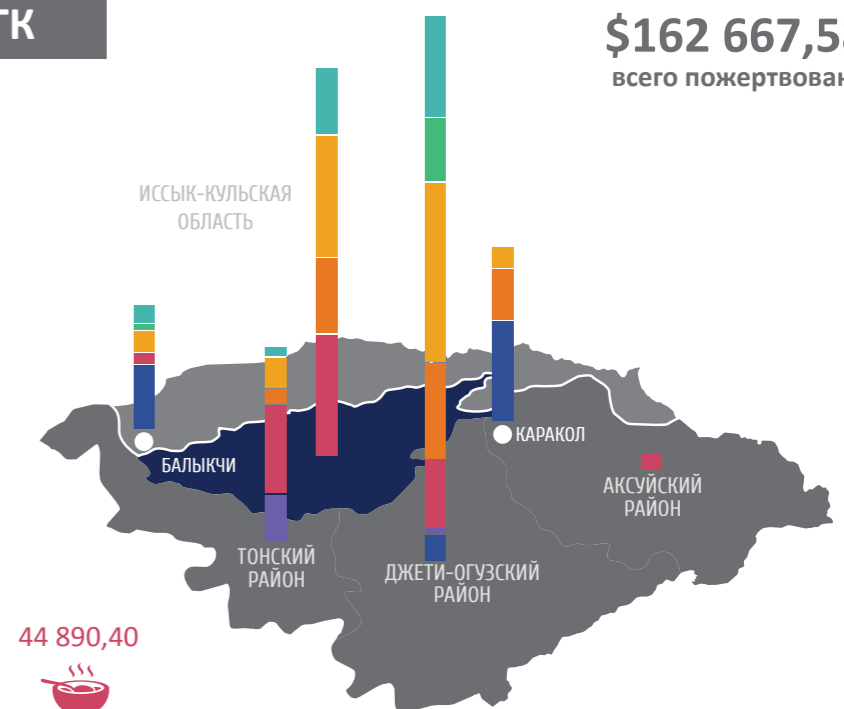 ТК
$162 667,5
всего пожертвован
ИССЫК-КУЛЬСКАЯ
ОБЛАСТЬ
БАЛЫКЧИ
КАРАКОЛ
АКСУЙСКИЙ
РАЙОН
ТОНСКИЙ
РАЙОН
ДЖЕТИ-ОГУЗСКИЙ
РАЙОН
44 890,40